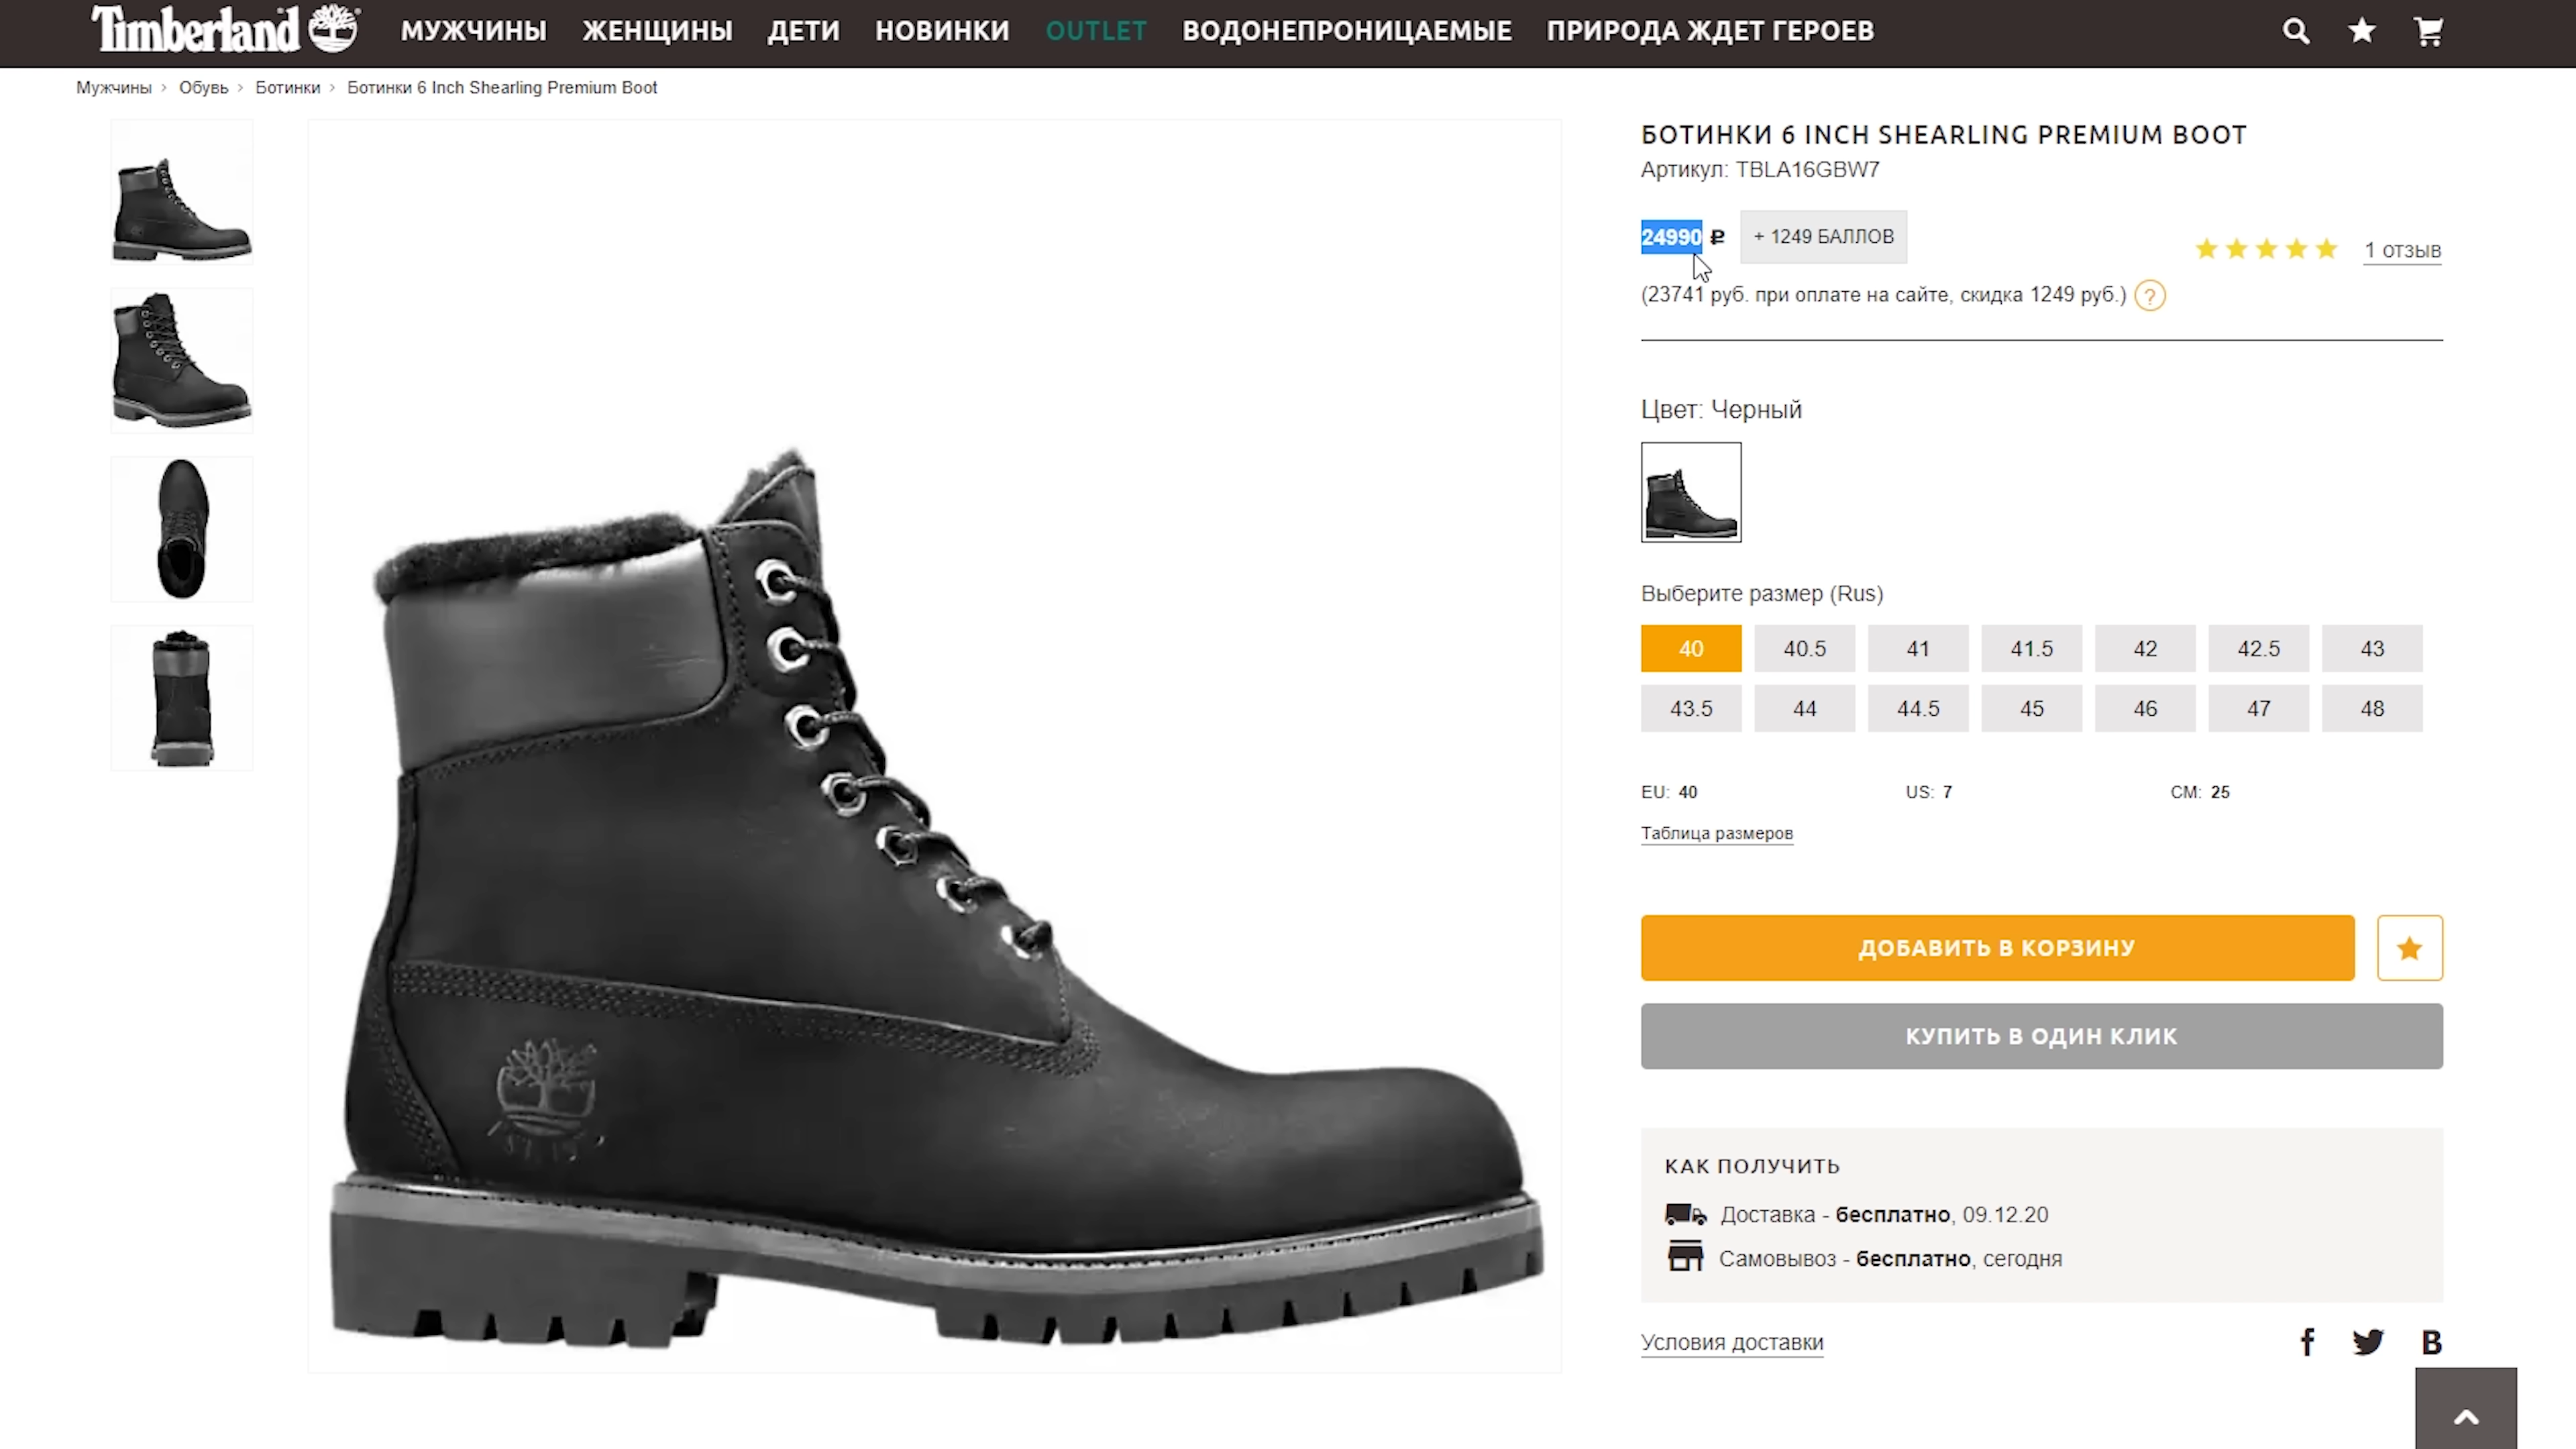 Timberland
МУЖЧИНЫ ЖЕНЩИНЫ ДЕТИ НОВИНКИ OUTLET ВОДОНЕПРОНИЦАЕМЫЕ ПРИРОДА ЖДЕТ ГЕРОЕВ
Мужчины > Обувь > Ботинки > Ботинки 6 Inch Shearling Premium Boot
БОТИНКИ 6 INCH SHEARLING PREMIUM BOOT
Артикул: TBLA16GBW7
24990 ₽ + 1249 БАЛЛОВ
1 отзыв
(23741 руб. при оплате на сайте, скидка 1249 руб.) ?
Цвет: Черный
Выберите размер (Rus)
40 40.5 41 41.5 42 42.5 43
43.5 44 44.5 45 46 47 48
EU: 40 US: 7 CM: 25
Таблица размеров
ДОБАВИТЬ В КОРЗИНУ
КУПИТЬ В ОДИН КЛИК
КАК ПОЛУЧИТЬ
Доставка - бесплатно, 09.12.20
Самовывоз - бесплатно, сегодня
Условия доставки